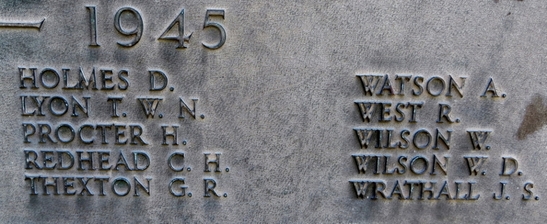 — 1945
HOLMES D.
LYON T. W. N.
PROCTER H.
REDHEAD C. H.
THEXTON G. R.
WATSON A.
WEST R.
WILSON W.
WILSON W. D.
WRATHALL J. S.